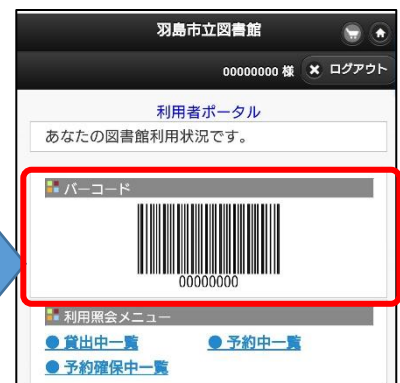 羽島市立図書館
00000000 様 ログアウト
利用者ポータル
あなたの図書館利用状況です。
バーコード
00000000
利用照会メニュー
● 貸出中一覧 ● 予約中一覧
● 予約確保中一覧